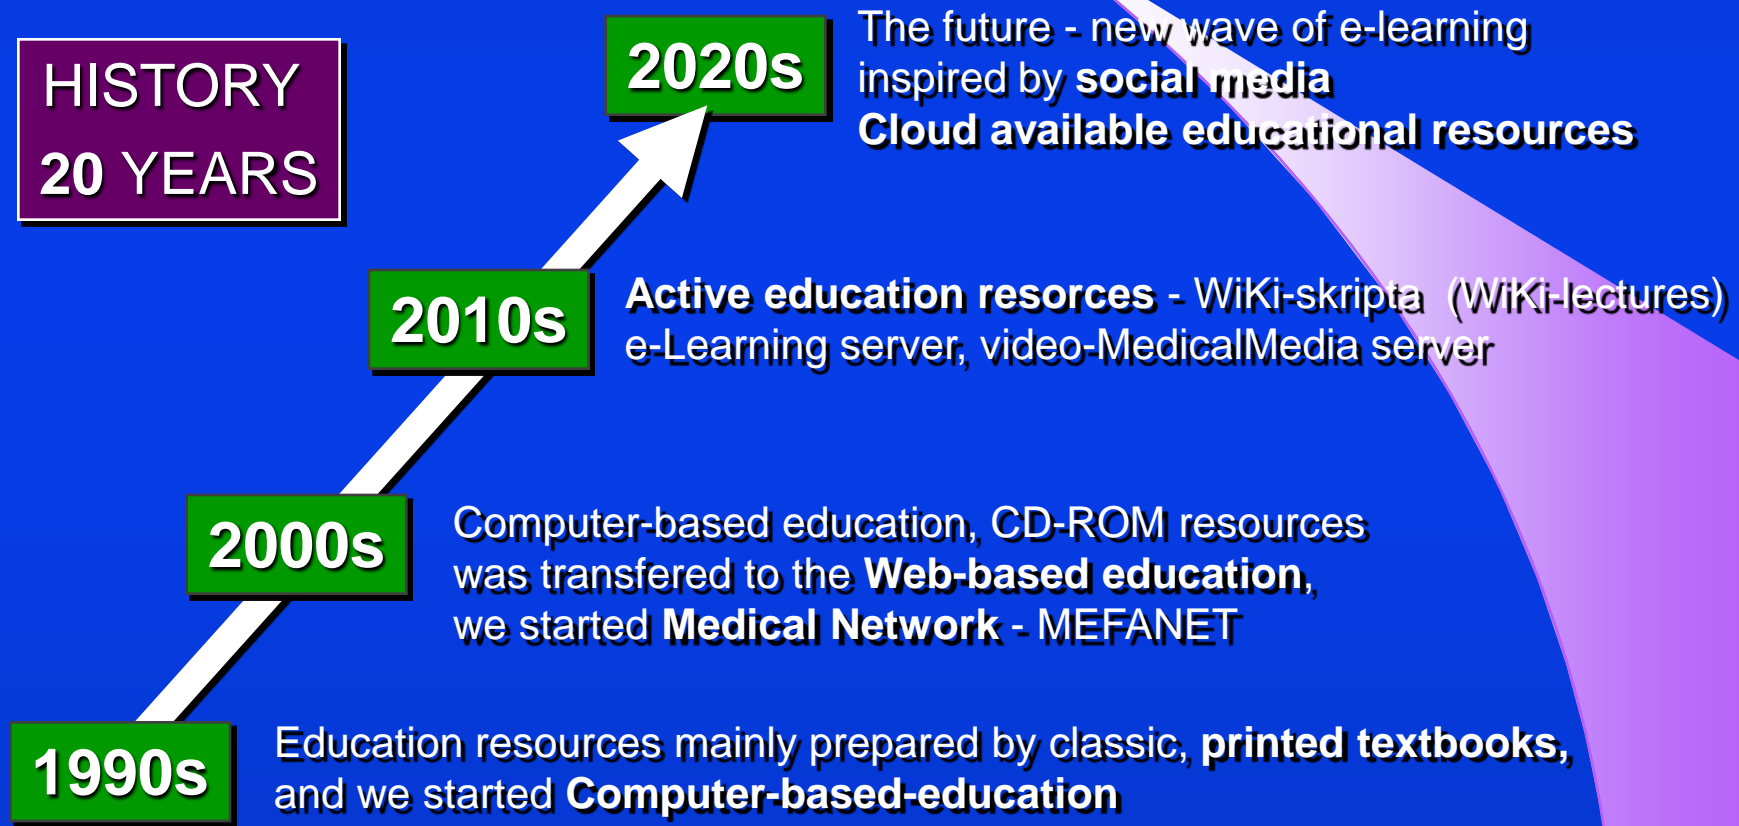 HISTORY
20 YEARS
2020s
The future - new wave of e-learning
inspired by social media
Cloud available educational resources
2010s
Active education resorces - WiKi-skripta (WiKi-lectures)
e-Learning server, video-MedicalMedia server
2000s
Computer-based education, CD-ROM resources
was transfered to the Web-based education,
we started Medical Network - MEFANET
1990s
Education resources mainly prepared by classic, printed textbooks,
and we started Computer-based-education